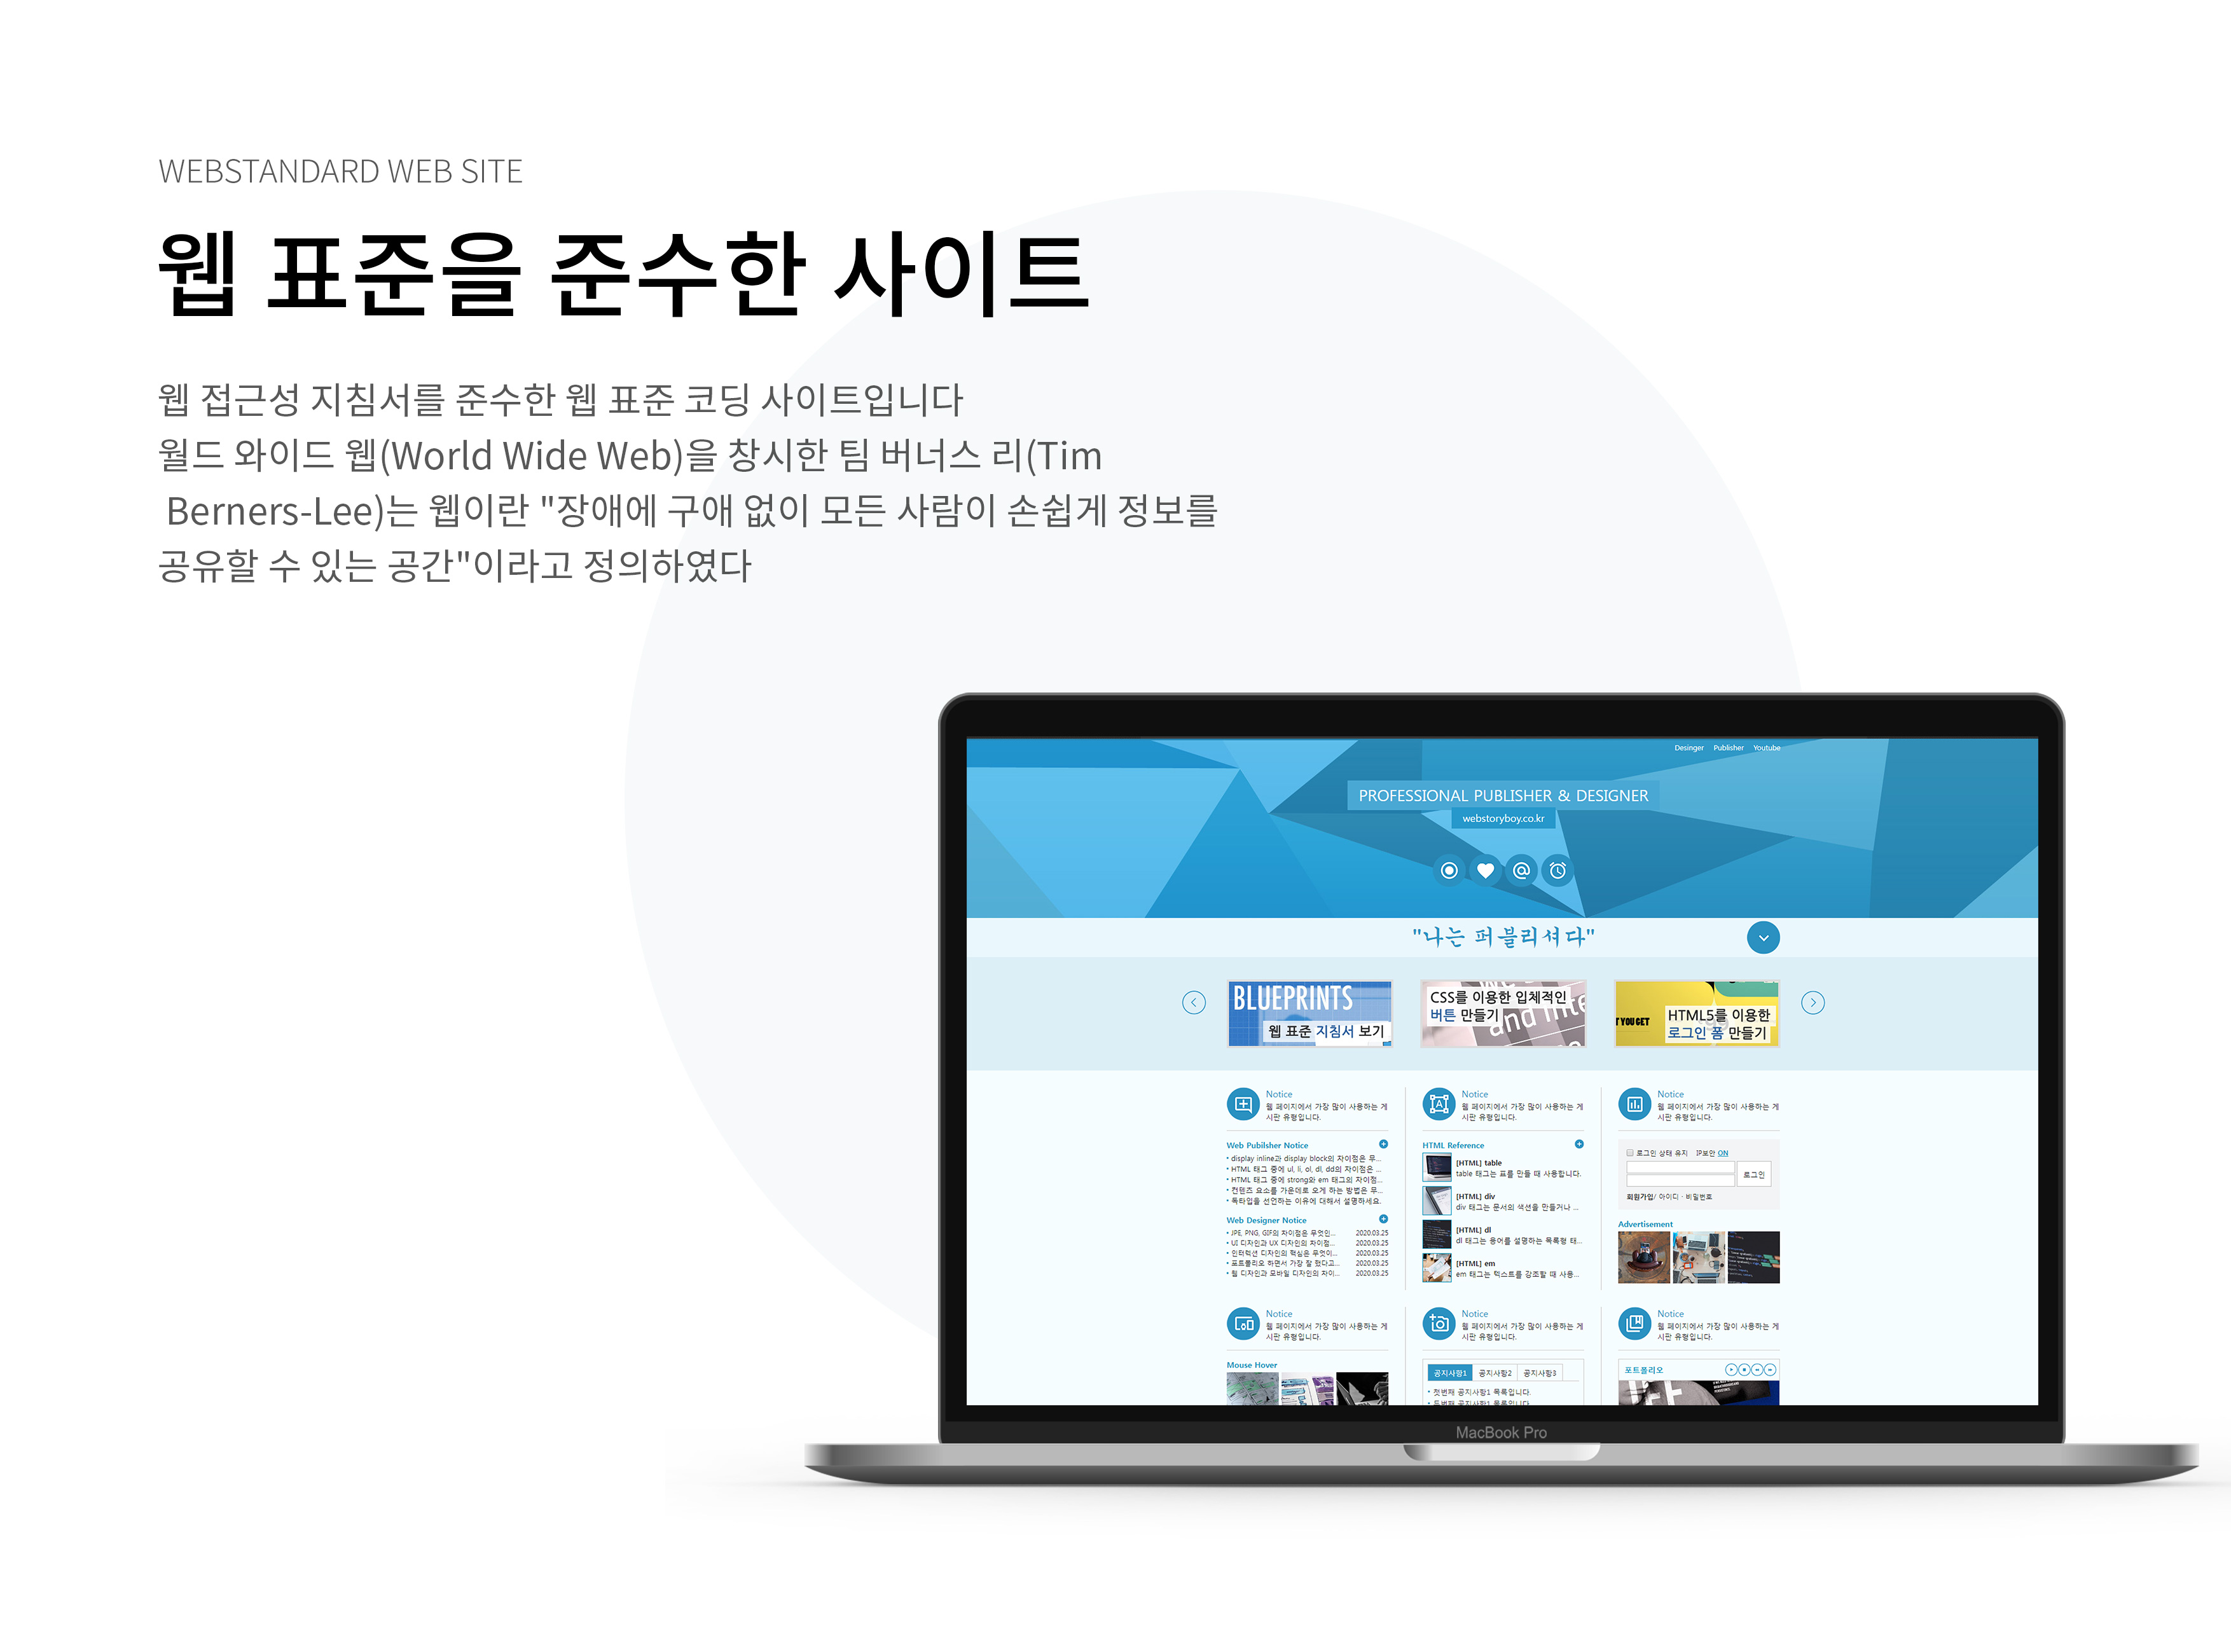 WEBSTANDARD WEB SITE
웹 표준을 준수한 사이트
웹 접근성 지침서를 준수한 웹 표준 코딩 사이트입니다
월드 와이드 웹(World Wide Web)을 창시한 팀 버너스 리(Tim
Berners-Lee)는 웹이란 "장애에 구애 없이 모든 사람이 손쉽게 정보를
공유할 수 있는 공간"이라고 정의하였다
Desinger Publisher Youtube
PROFESSIONAL PUBLISHER & DESIGNER
webstoryboy.co.kr
"나는 퍼블리셔다"
BLUEPRINTS
웹 표준 지침서 보기
CSS를 이용한 입체적인
버튼 만들기
and inte
T YOU GET
HTML5를 이용한
로그인 폼 만들기
Notice
웹 페이지에서 가장 많이 사용하는 게
시판 유형입니다.
Web Pubilsher Notice
• display inline과 display block의 차이점은 무...
• HTML 태그 중에 ul, li, ol, dl, dd의 차이점은 ...
• HTML 태그 중에 strong와 em 태그의 차이점...
• 컨텐츠 요소를 가운데로 오게 하는 방법은 무...
• 독타입을 선언하는 이유에 대해서 설명하세요.
Web Designer Notice
• JPE, PNG, GIF의 차이점은 무엇인... 2020.03.25
• UI 디자인과 UX 디자인의 차이점... 2020.03.25
• 인터렉션 디자인의 핵심은 무엇이... 2020.03.25
• 포트폴리오 하면서 가장 잘 했다고... 2020.03.25
• 웹 디자인과 모바일 디자인의 차이... 2020.03.25
Notice
웹 페이지에서 가장 많이 사용하는 게
시판 유형입니다.
HTML Reference
[HTML] table
table 태그는 표를 만들 때 사용합니다.
[HTML] div
div 태그는 문서의 섹션을 만들거나 ...
[HTML] dl
dl 태그는 용어를 설명하는 목록형 태...
[HTML] em
em 태그는 텍스트를 강조할 때 사용...
Notice
웹 페이지에서 가장 많이 사용하는 게
시판 유형입니다.
로그인 상태 유지 IP보안 ON
로그인
회원가입/ 아이디 · 비밀번호
Advertisement
Notice
웹 페이지에서 가장 많이 사용하는 게
시판 유형입니다.
Mouse Hover
Notice
웹 페이지에서 가장 많이 사용하는 게
시판 유형입니다.
공지사항1 공지사항2 공지사항3
• 첫번째 공지사항1 목록입니다.
• 두번째 공지사항1 목록입니다
Notice
웹 페이지에서 가장 많이 사용하는 게
시판 유형입니다.
포트폴리오
MacBook Pro